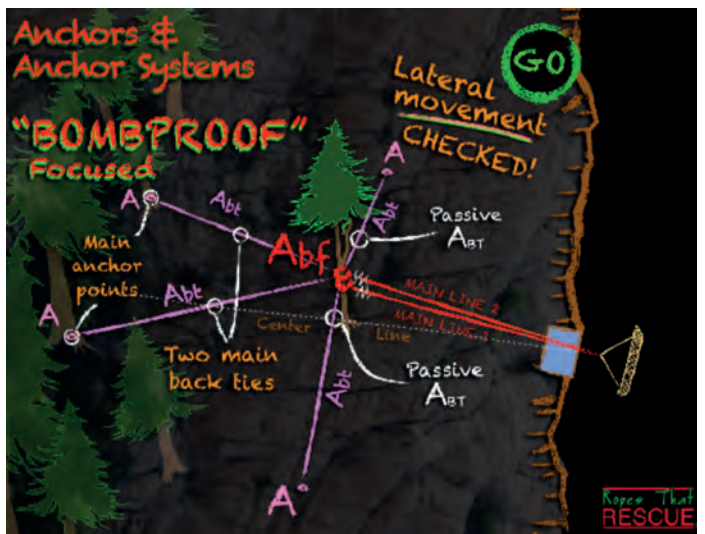 Anchors &
Anchor Systems
"BOMBPROOF"
Focused
GO
Lateral
movement
CHECKED!
A
Abt
A
Abt
Passive
ABT
Abf
Main
anchor
points
Abt
A
MAIN LINE 2
MAIN LINE 1
Center Line
Two main
back ties
Passive
ABT
Abt
A
Ropes That
RESCUE